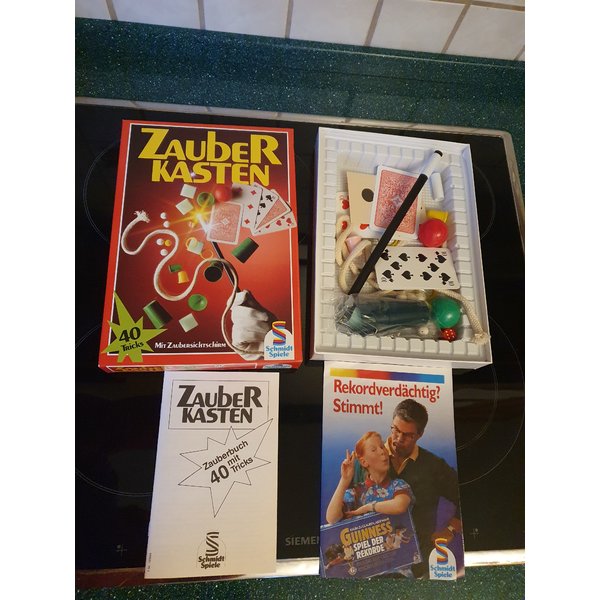 ZAUBER
KASTEN
40
Tricks
MIT ZAUBERSICHTSCHIRM
Schmidt
Spiele
ZAUBER
KASTEN
Zauberbuch
mit
40 Tricks
Schmidt
Spiele
Rekordverdächtig?
Stimmt!
GUINNESS
SPIEL DER
REKORDE
Schmidt
Spiele
SIEMENS